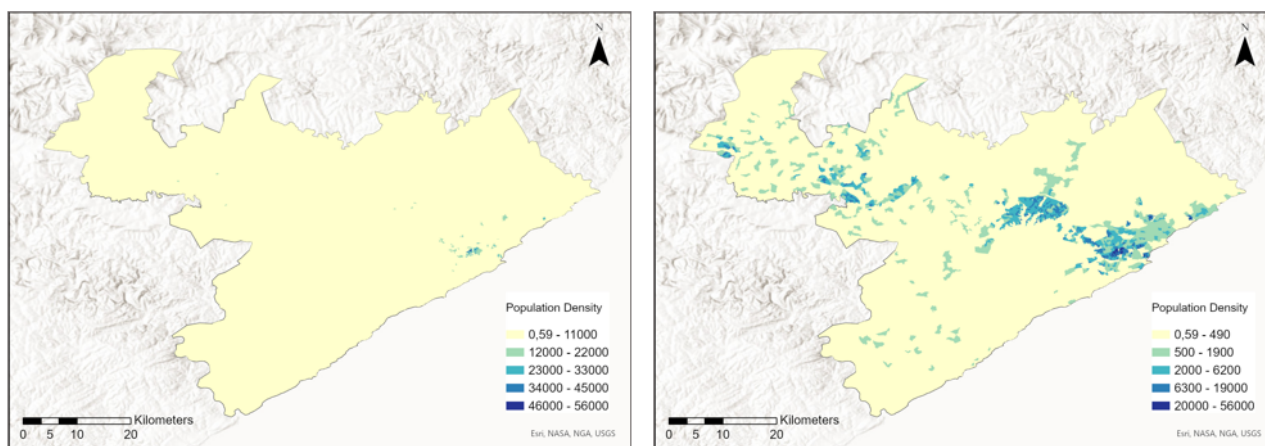 N
Population Density
0,59 - 11000
12000 - 22000
23000 - 33000
34000 - 45000
46000 - 56000
Kilometers
0 5 10 20
Esri, NASA, NGA, USGS
N
Population Density
0,59 - 490
500 - 1900
2000 - 6200
6300 - 19000
20000 - 56000
Kilometers
0 5 10 20
Esri, NASA, NGA, USGS